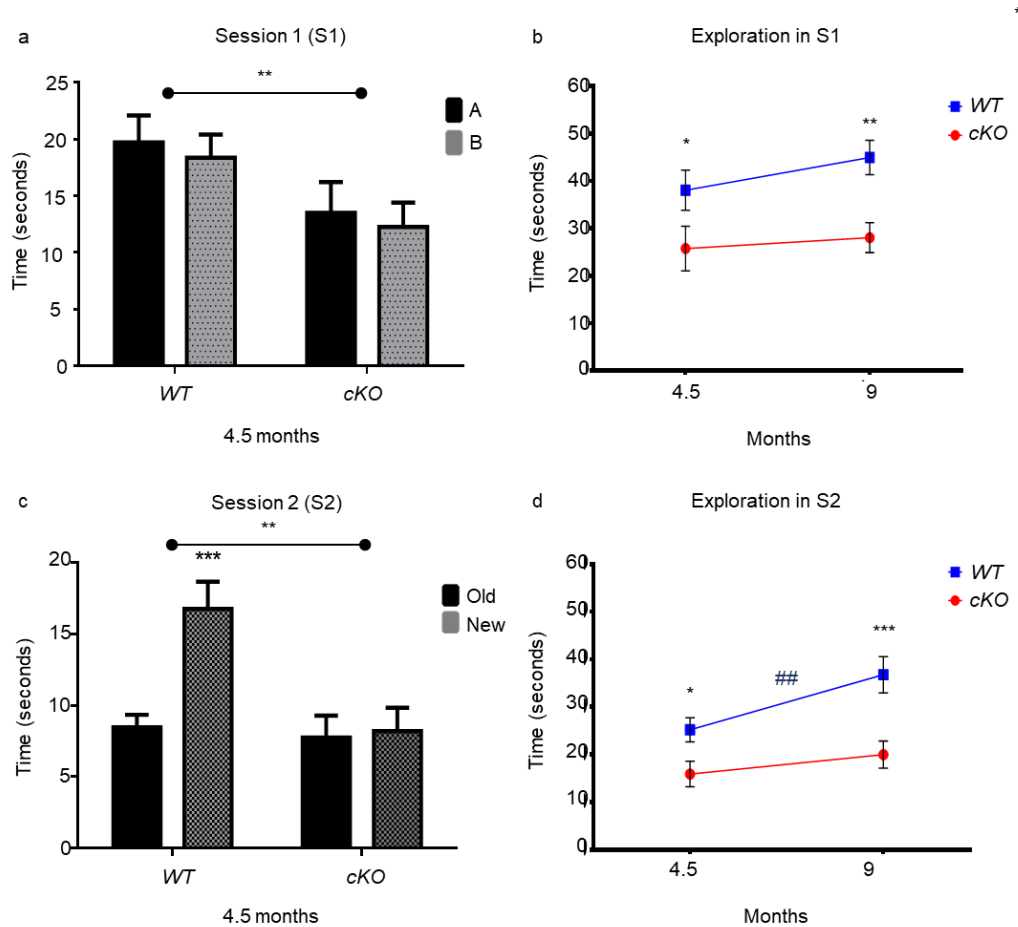 *
a
Session 1 (S1)
**
25
20
15
10
5
0
Time (seconds)
A
B
WT
cKO
4.5 months
b
Exploration in S1
60
50
40
30
20
10
0
Time (seconds)
*
**
WT
cKO
4.5
9
Months
c
Session 2 (S2)
**
***
20
15
10
5
0
Time (seconds)
Old
New
WT
cKO
4.5 months
d
Exploration in S2
60
50
40
30
20
10
0
Time (seconds)
*
##
***
WT
cKO
4.5
9
Months